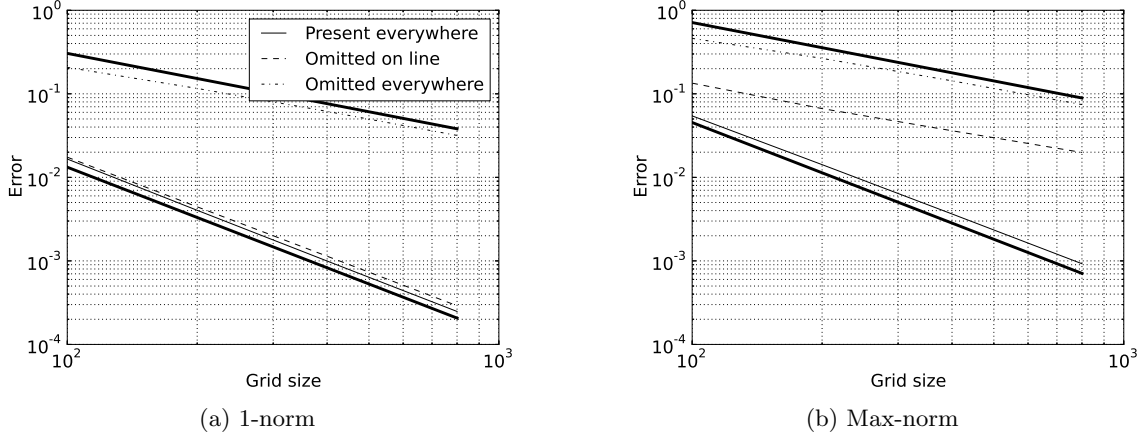 10^0
10^-1
10^-2
10^-3
10^-4
Error
10^2
10^3
Grid size
Present everywhere
Omitted on line
Omitted everywhere
(a) 1-norm
10^0
10^-1
10^-2
10^-3
10^-4
Error
10^2
10^3
Grid size
(b) Max-norm